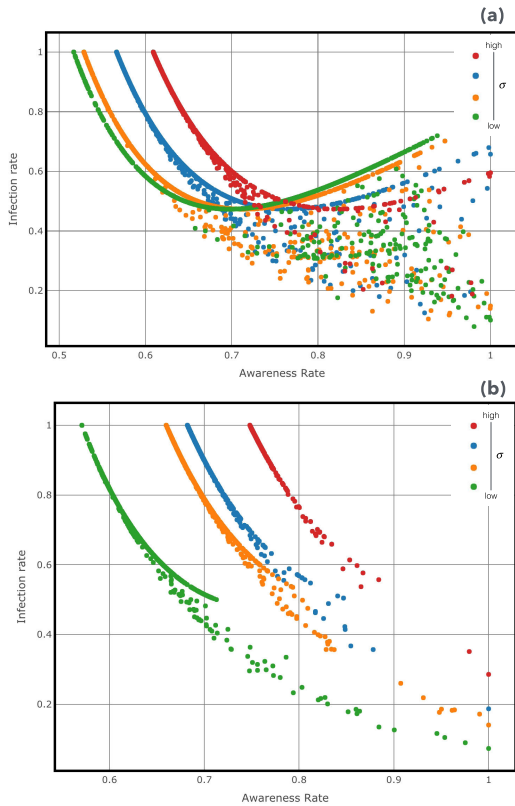 (a)
high
σ
low
1
0.8
0.6
0.4
0.2
Infection rate
0.5 0.6 0.7 0.8 0.9 1
Awareness Rate
(b)
high
σ
low
1
0.8
0.6
0.4
0.2
Infection rate
0.6 0.7 0.8 0.9 1
Awareness Rate